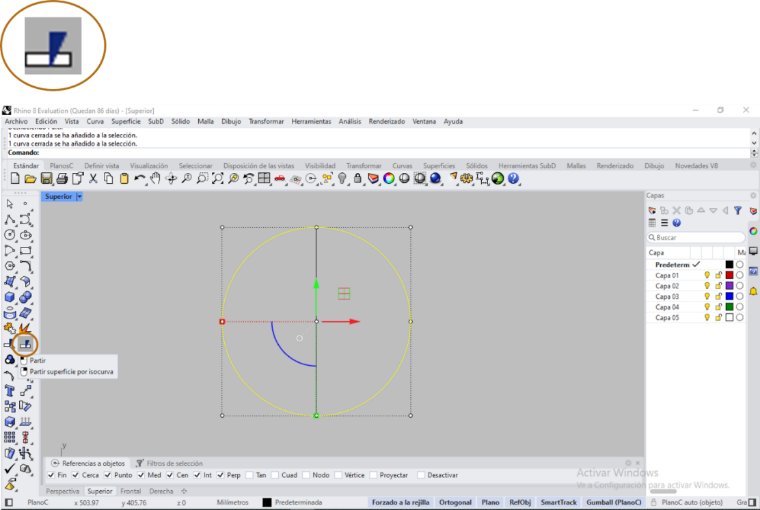 Rhino 8 Evaluation (Quedan 86 días) - [Superior]
Archivo Edición Vista Curva Superficie SubD Sólido Malla Dibujo Transformar Herramientas Análisis Renderizado Ventana Ayuda
1 curva cerrada se ha añadido a la selección.
1 curva cerrada se ha añadido a la selección.
Comando:
Estándar PlanosC Definir vista Visualización Seleccionar Disposición de las vistas Visibilidad Transformar Curvas Superficies Sólidos Herramientas SubD Mallas Renderizado Dibujo Novedades V8
Superior
Capas
Buscar
Capa
Predeterm
Capa 01
Capa 02
Capa 03
Capa 04
Capa 05
Partir
Partir superficie por isocurva
y
Referencias a objetos Filtros de selección
Fin Cerca Punto Med Cen Int Perp Tan Cuad Nodo Vértice Proyectar Desactivar
Activar Windows
Ve a Configuración para activar Windows.
Perspectiva Superior Frontal Derecha
PlanoC x 503.97 y 405.76 z 0 Milímetros Predeterminada Forzado a la rejilla Ortogonal Plano RefObj SmartTrack Gumball (PlanoC) PlanoC auto (objeto) Gra